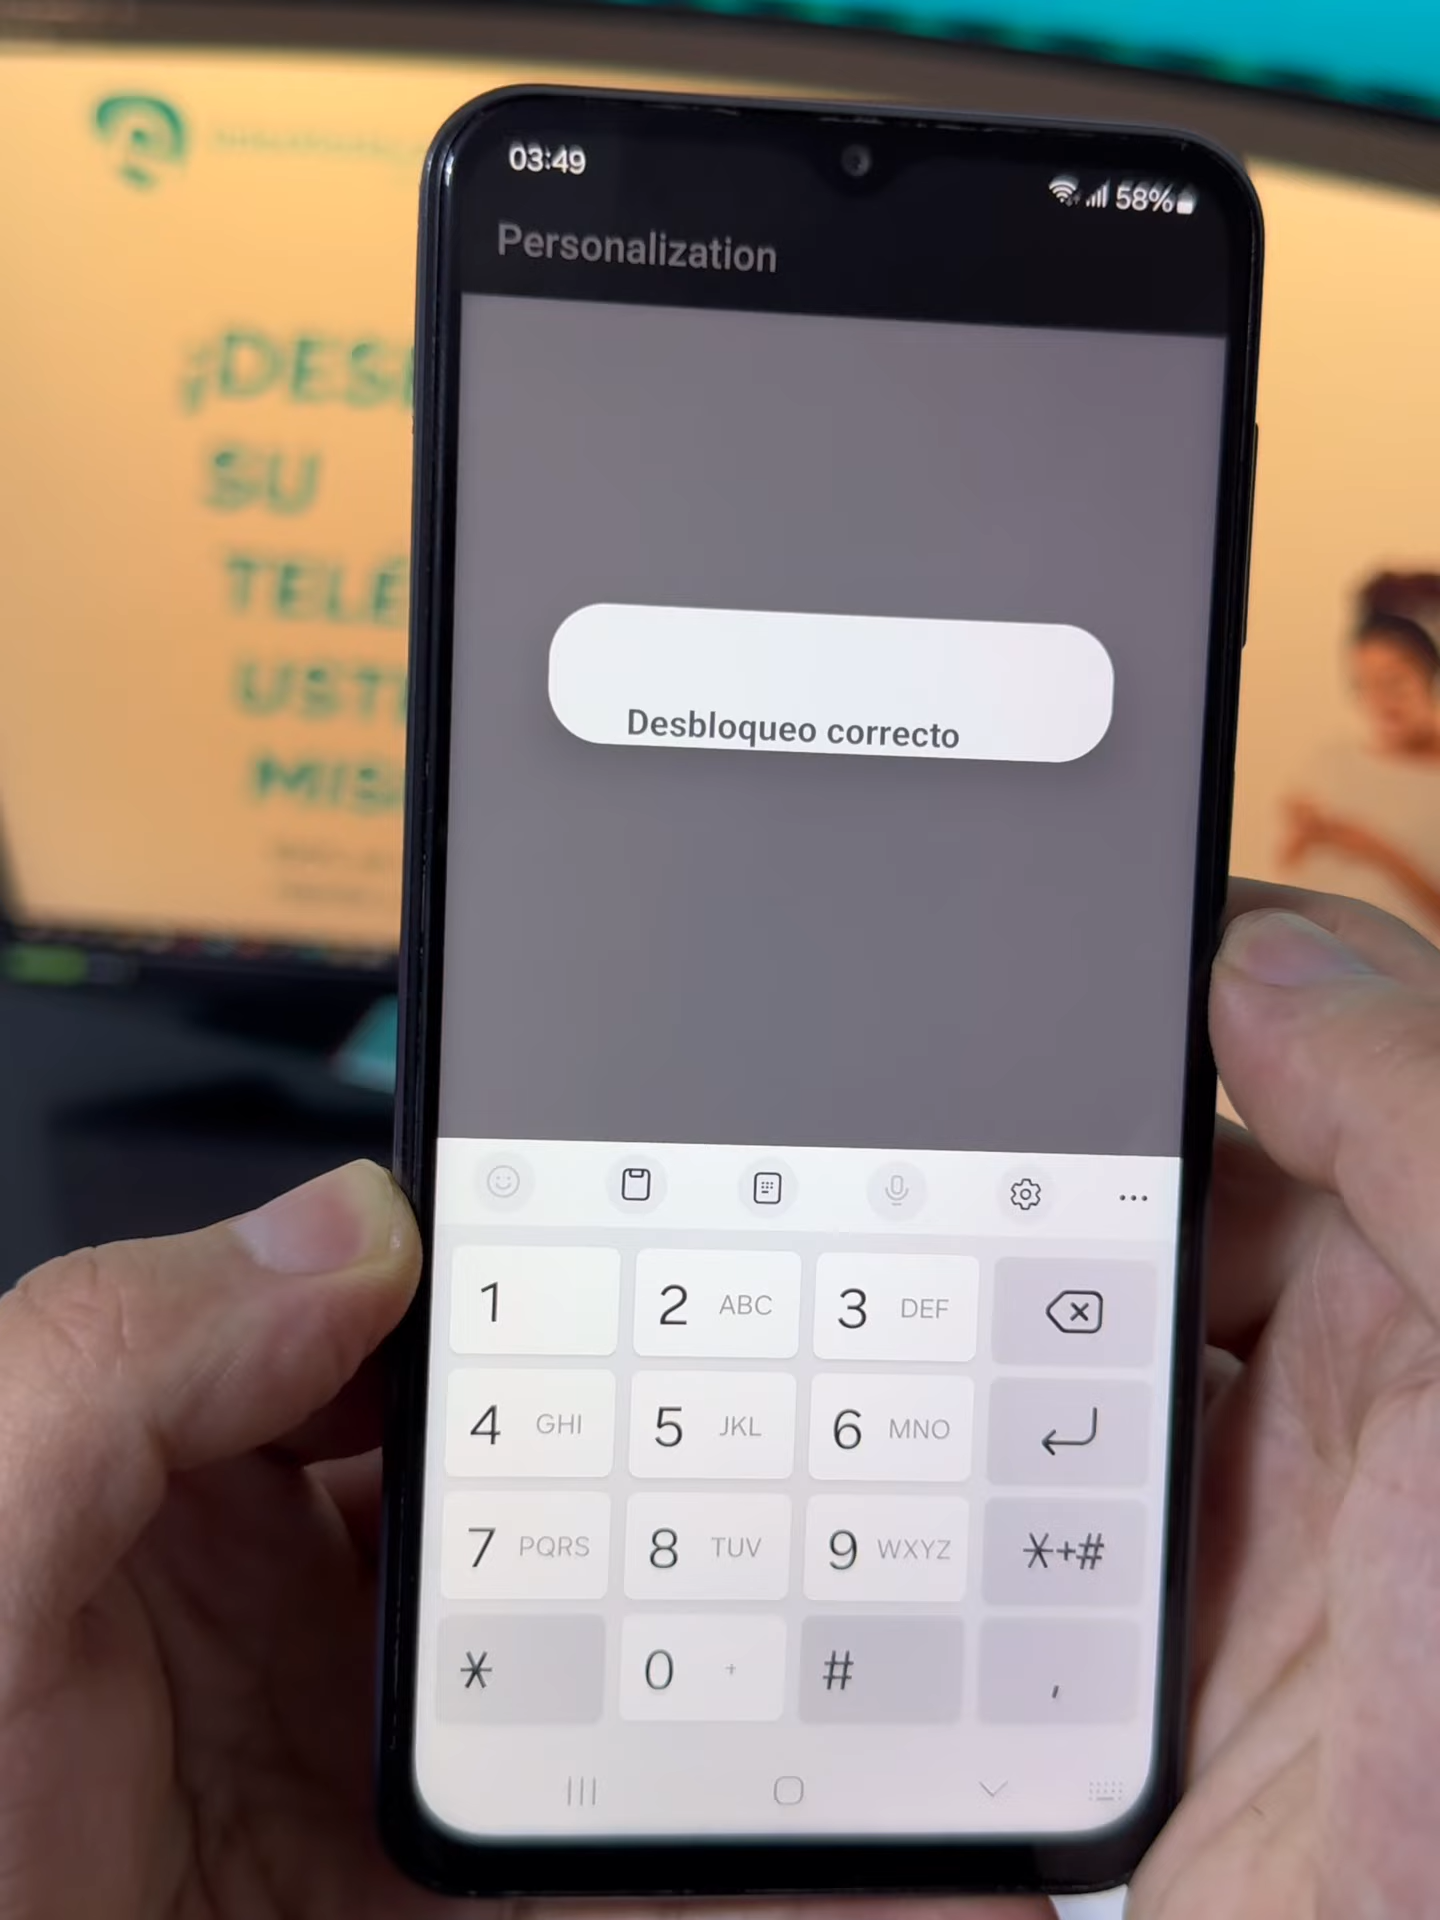 03:49
58%
Personalization
¡DES
SU
TELÉ
UST
MIS
Desbloqueo correcto
1
2 ABC
3 DEF
4 GHI
5 JKL
6 MNO
7 PQRS
8 TUV
9 WXYZ
*+#
*
0 +
#
,